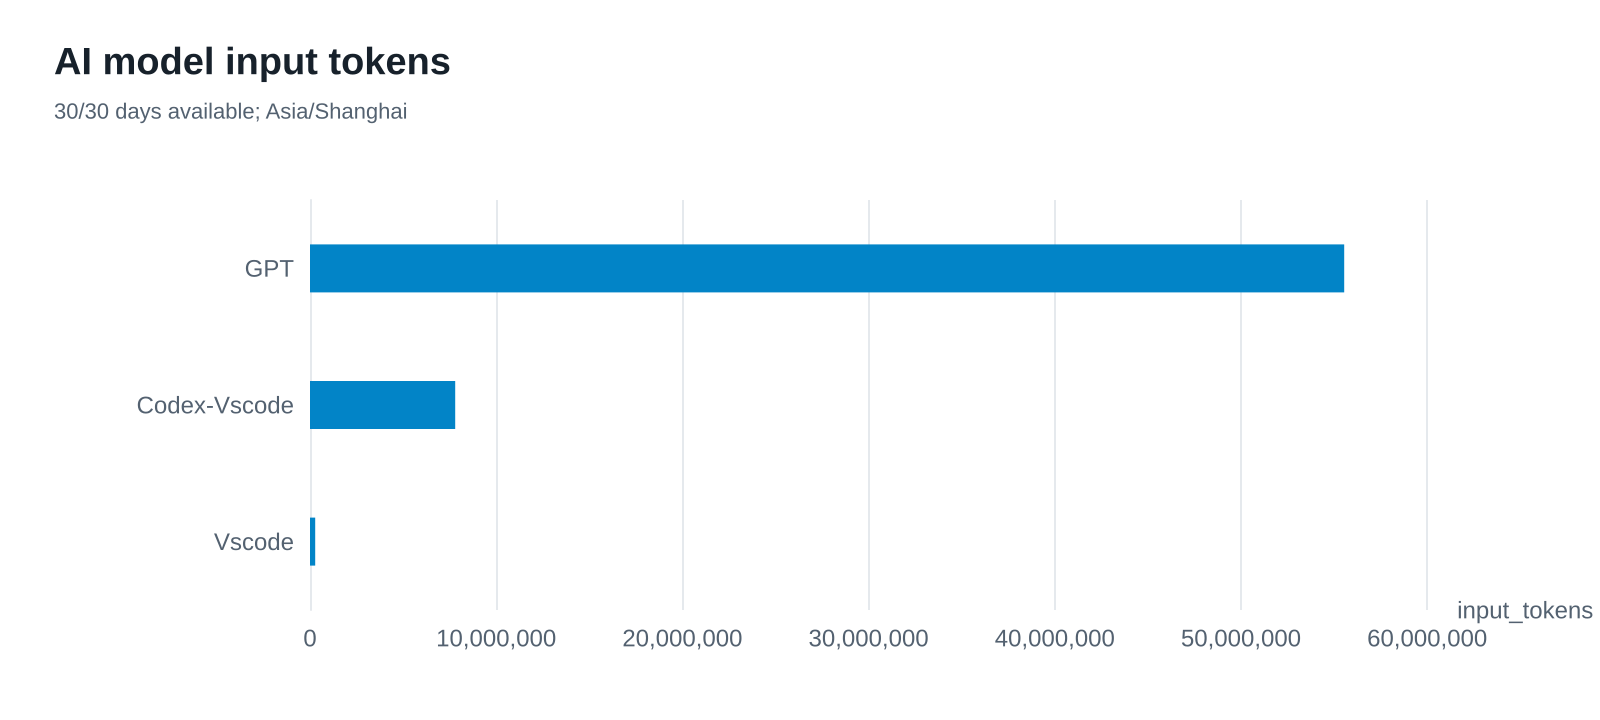 AI model input tokens
30/30 days available; Asia/Shanghai
GPT
Codex-Vscode
Vscode
input_tokens
0 10,000,000 20,000,000 30,000,000 40,000,000 50,000,000 60,000,000